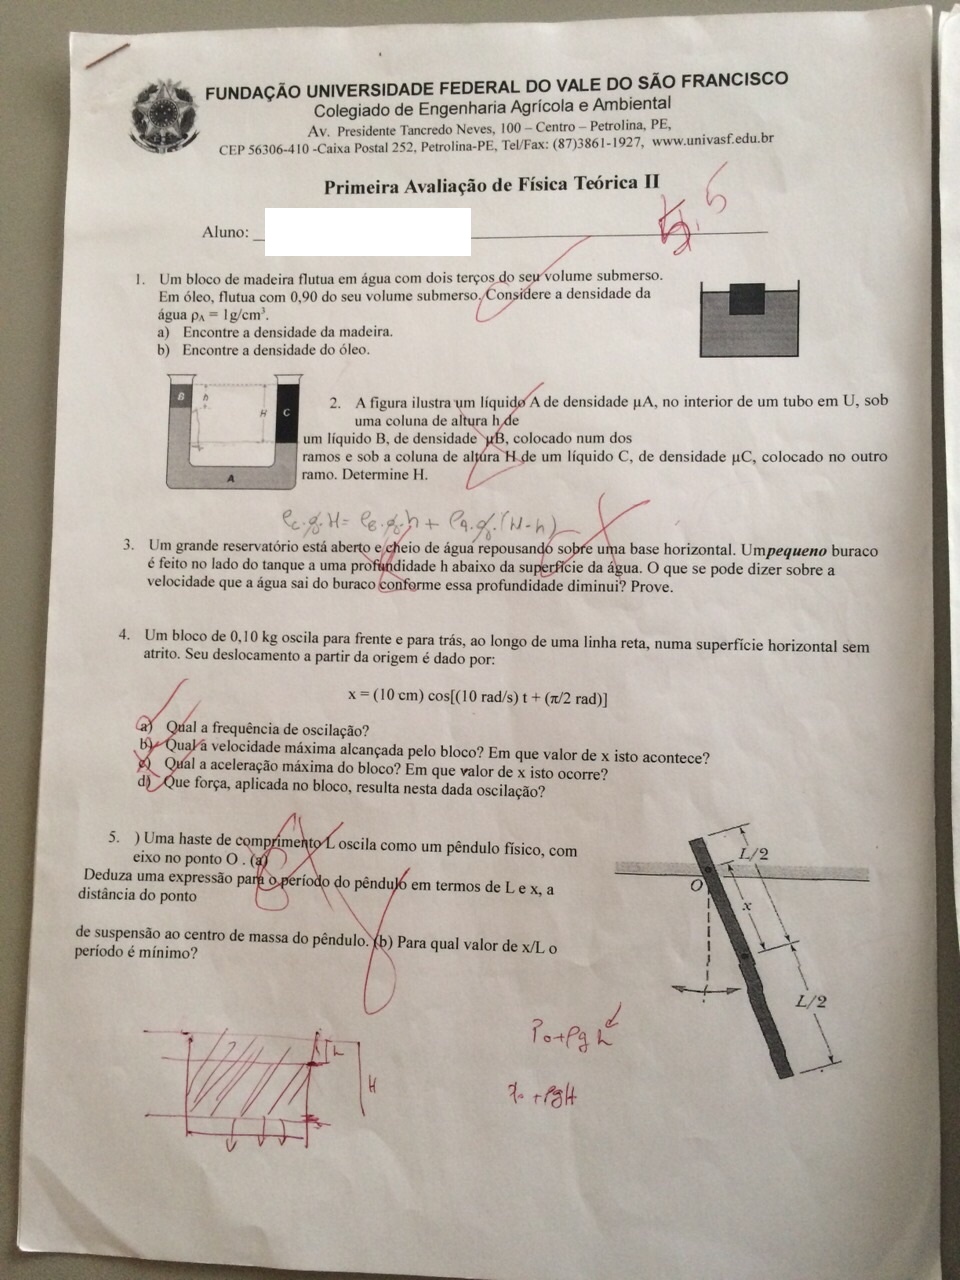 FUNDAÇÃO UNIVERSIDADE FEDERAL DO VALE DO SÃO FRANCISCO
Colegiado de Engenharia Agrícola e Ambiental
Av. Presidente Tancredo Neves, 100 – Centro – Petrolina, PE,
CEP 56306-410 -Caixa Postal 252, Petrolina-PE, Tel/Fax: (87)3861-1927, www.univasf.edu.br
Primeira Avaliação de Física Teórica II
5,5
Aluno:
1. Um bloco de madeira flutua em água com dois terços do seu volume submerso.
Em óleo, flutua com 0,90 do seu volume submerso. Considere a densidade da
água ρA = 1g/cm³.
a) Encontre a densidade da madeira.
b) Encontre a densidade do óleo.
B h H C A
2. A figura ilustra um líquido A de densidade µA, no interior de um tubo em U, sob
uma coluna de altura h de
um líquido B, de densidade µB, colocado num dos
ramos e sob a coluna de altura H de um líquido C, de densidade µC, colocado no outro
ramo. Determine H.
ρc.g.H = ρB.g.h + ρA.g.(H-h)
3. Um grande reservatório está aberto e cheio de água repousando sobre uma base horizontal. Um pequeno buraco
é feito no lado do tanque a uma profundidade h abaixo da superfície da água. O que se pode dizer sobre a
velocidade que a água sai do buraco conforme essa profundidade diminui? Prove.
4. Um bloco de 0,10 kg oscila para frente e para trás, ao longo de uma linha reta, numa superfície horizontal sem
atrito. Seu deslocamento a partir da origem é dado por:
x = (10 cm) cos[(10 rad/s) t + (π/2 rad)]
a) Qual a frequência de oscilação?
b) Qual a velocidade máxima alcançada pelo bloco? Em que valor de x isto acontece?
c) Qual a aceleração máxima do bloco? Em que valor de x isto ocorre?
d) Que força, aplicada no bloco, resulta nesta dada oscilação?
5. ) Uma haste de comprimento L oscila como um pêndulo físico, com
eixo no ponto O . (a)
Deduza uma expressão para o período do pêndulo em termos de L e x, a
distância do ponto
de suspensão ao centro de massa do pêndulo. (b) Para qual valor de x/L o
período é mínimo?
L/2
O
x
L/2
h
H
P0+ρgh
+ρgH